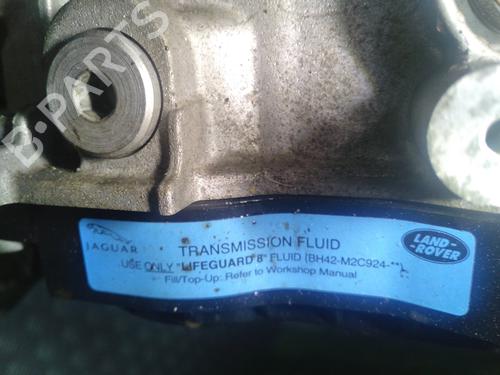 B-PARTS
JAGUAR
TRANSMISSION FLUID
LAND-
ROVER
USE ONLY "LIFEGUARD 8" FLUID (BH42-M2C924-**)
Fill/Top-Up: Refer to Workshop Manual